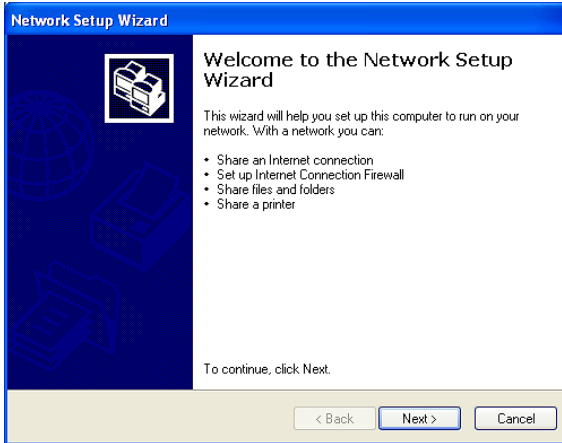 Network Setup Wizard
Welcome to the Network Setup
Wizard
This wizard will help you set up this computer to run on your
network. With a network you can:
• Share an Internet connection
• Set up Internet Connection Firewall
• Share files and folders
• Share a printer
To continue, click Next.
< Back Next > Cancel